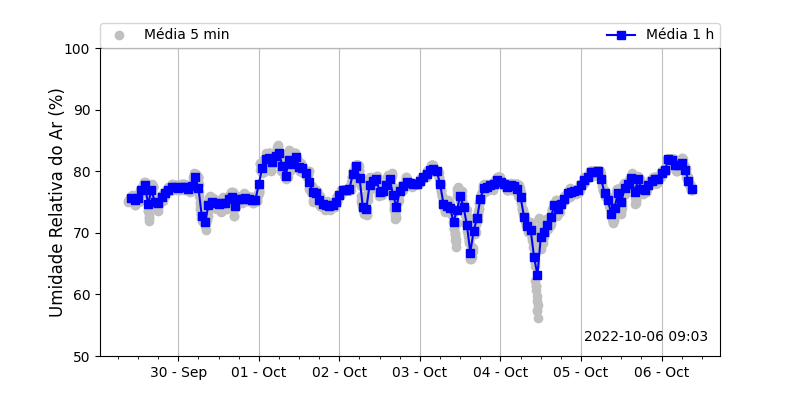 Média 5 min
Média 1 h
Umidade Relativa do Ar (%)
100
90
80
70
60
50
2022-10-06 09:03
30 - Sep
01 - Oct
02 - Oct
03 - Oct
04 - Oct
05 - Oct
06 - Oct